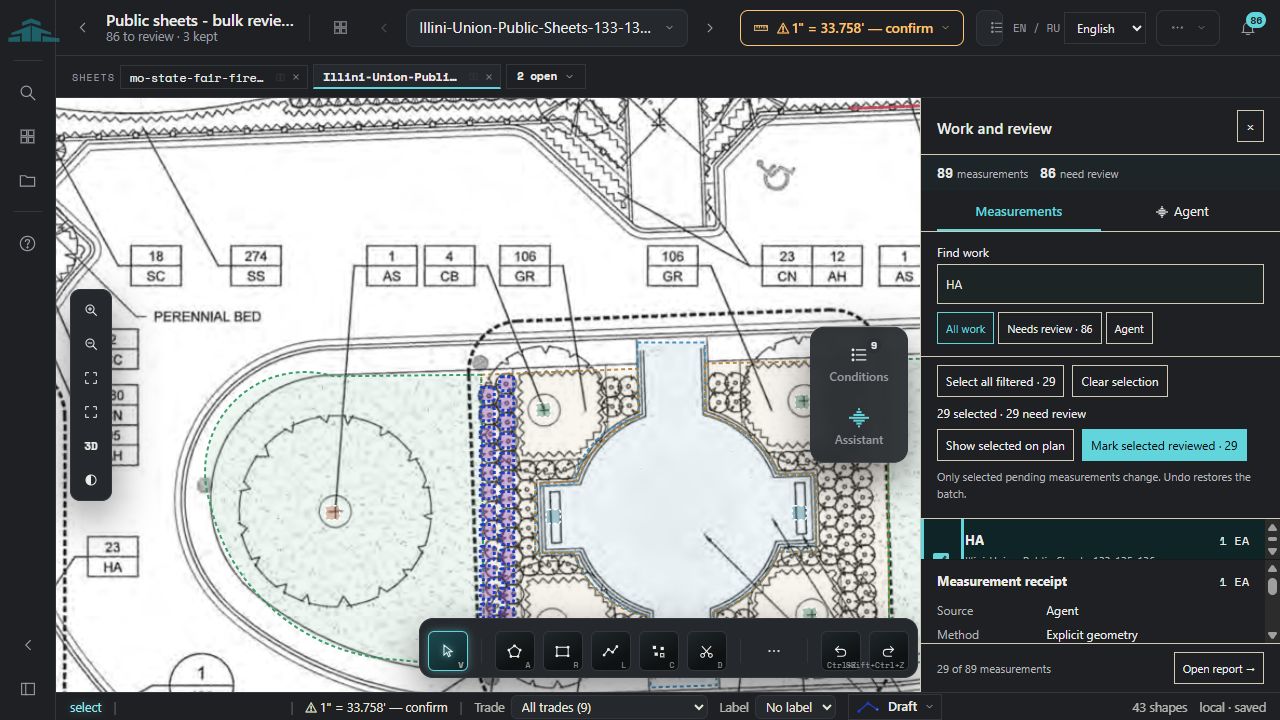 Public sheets - bulk revie...
86 to review · 3 kept
Illini-Union-Public-Sheets-133-13...
⚠ 1" = 33.758' — confirm
EN / RU
English
86
SHEETS
mo-state-fair-fire…
×
Illini-Union-Publi…
×
2 open
18
SC
274
SS
1
AS
4
CB
106
GR
106
GR
23
CN
12
AH
1
AS
PERENNIAL BED
23
HA
1
3D
9
Conditions
Assistant
V
A
R
L
C
D
Work and review
×
89 measurements 86 need review
Measurements
Agent
Find work
HA
All work
Needs review · 86
Agent
Select all filtered · 29
Clear selection
29 selected · 29 need review
Show selected on plan
Mark selected reviewed · 29
Only selected pending measurements change. Undo restores the
batch.
HA
1 EA
Measurement receipt
1 EA
Source
Agent
Method
Explicit geometry
29 of 89 measurements
Open report →
select
⚠ 1" = 33.758' — confirm
Trade
All trades (9)
Label
No label
Draft
43 shapes
local · saved